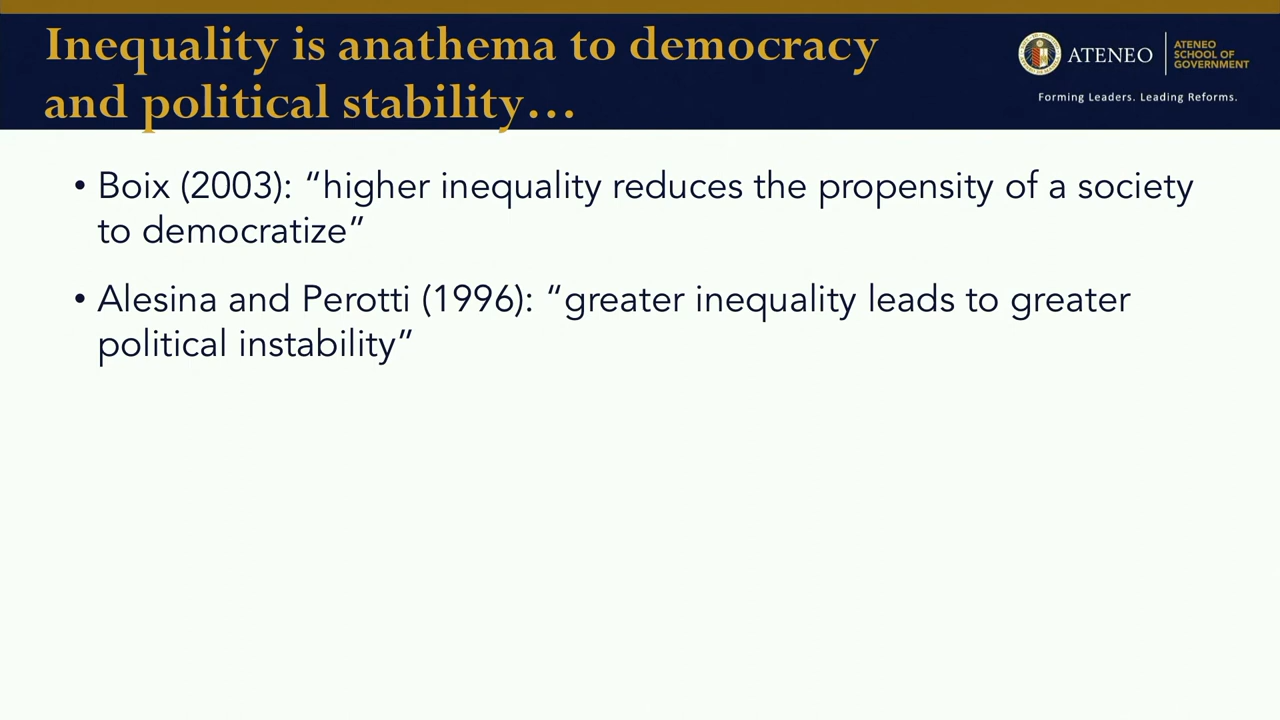 Inequality is anathema to democracy
and political stability…
ATENEO
ATENEO
SCHOOL OF
GOVERNMENT
Forming Leaders. Leading Reforms.
• Boix (2003): “higher inequality reduces the propensity of a society
to democratize”
• Alesina and Perotti (1996): “greater inequality leads to greater
political instability”